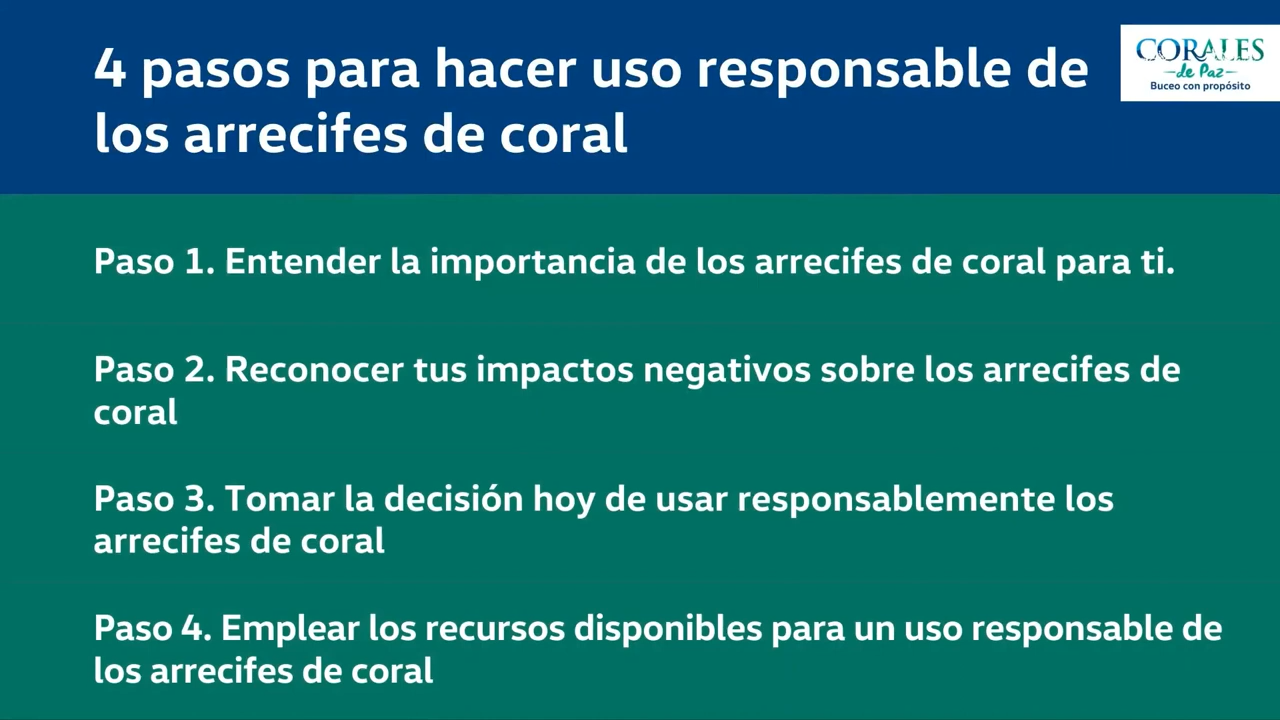 4 pasos para hacer uso responsable de
los arrecifes de coral
CORALES
de Paz
Buceo con propósito
Paso 1. Entender la importancia de los arrecifes de coral para ti.
Paso 2. Reconocer tus impactos negativos sobre los arrecifes de
coral
Paso 3. Tomar la decisión hoy de usar responsablemente los
arrecifes de coral
Paso 4. Emplear los recursos disponibles para un uso responsable de
los arrecifes de coral